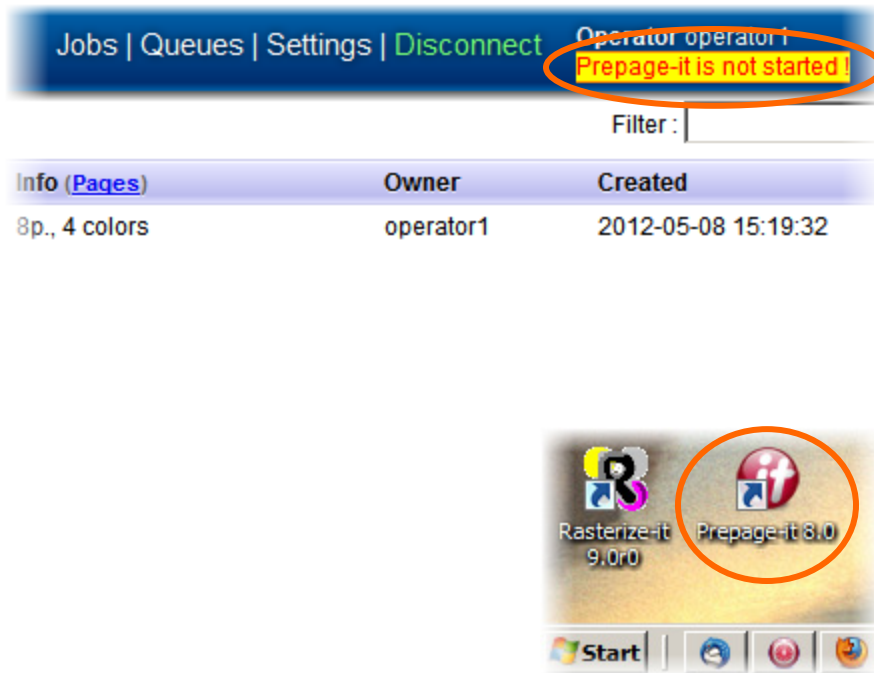 Jobs | Queues | Settings | Disconnect
Operator operator1
Prepage-it is not started !
Filter :
Info (Pages)
Owner
Created
8p., 4 colors
operator1
2012-05-08 15:19:32
R
it
Rasterize-it
9.0r0
Prepage-it 8.0
Start